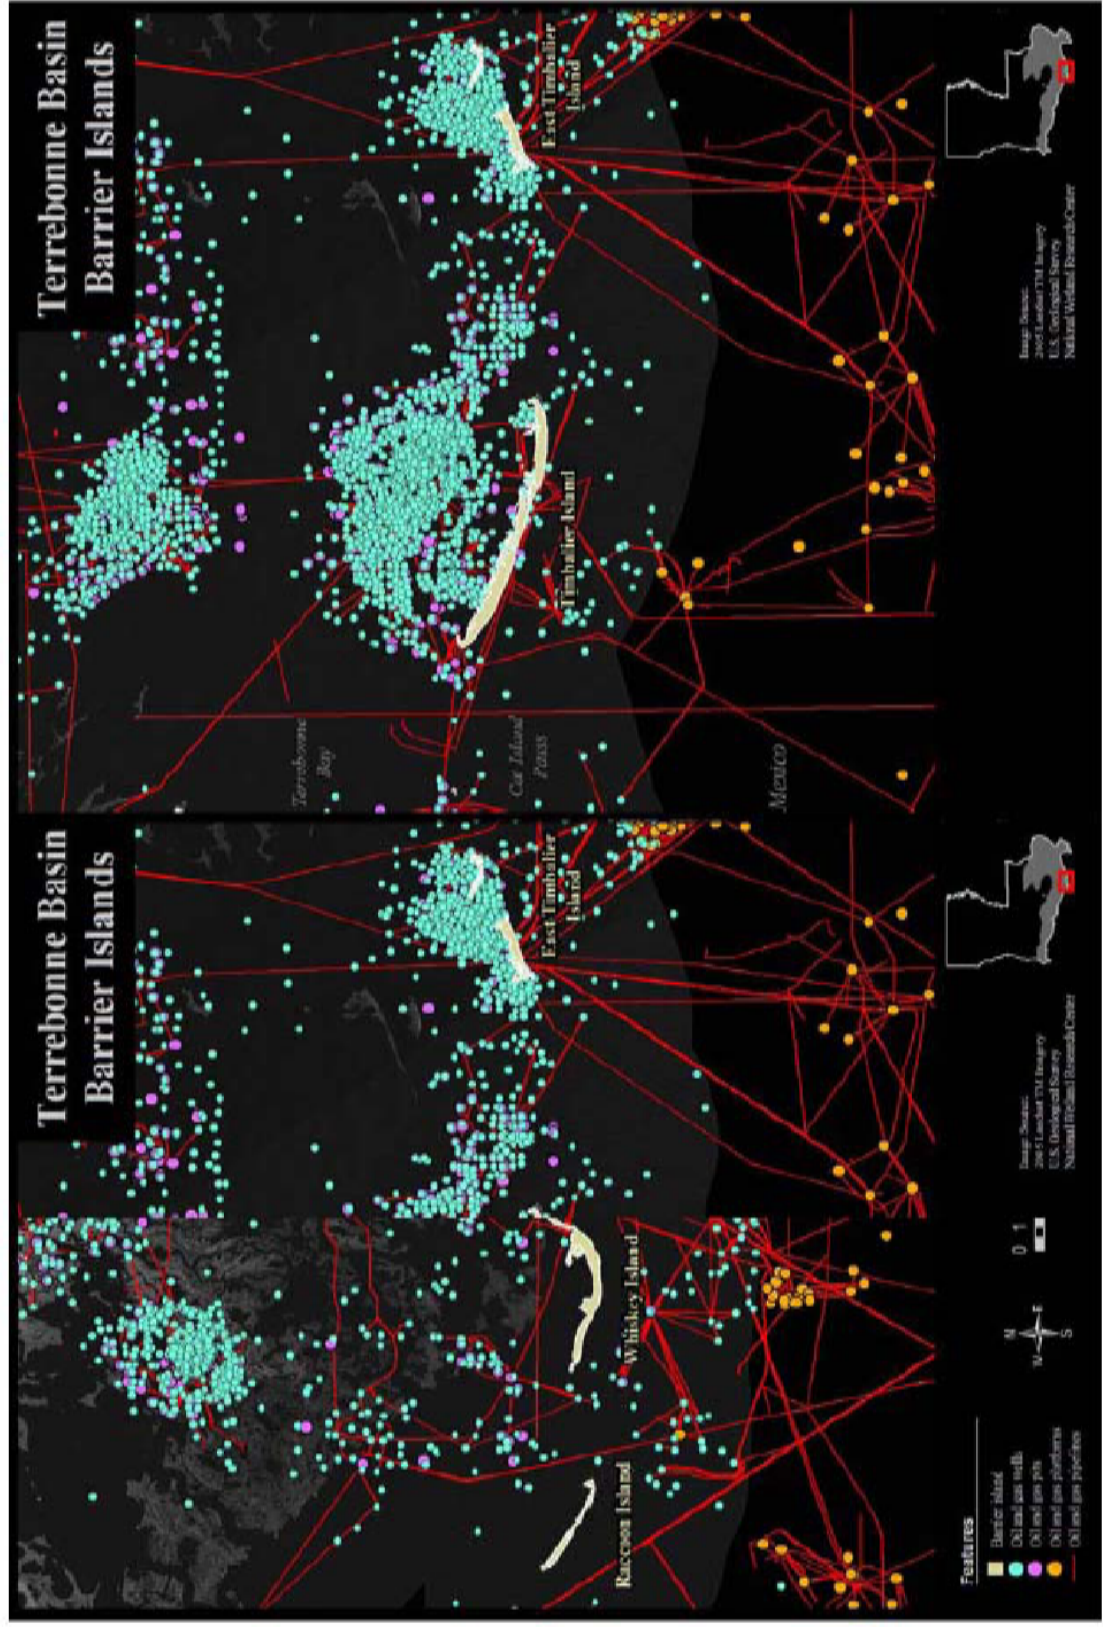 Terrebonne Basin
Barrier Islands
East Timbalier
Island
Timbalier Island
Terrebonne
Bay
Cat Island
Pass
Mexico
Image Source:
2005 Landsat TM Imagery
U.S. Geological Survey
National Wetland Research Center
Terrebonne Basin
Barrier Islands
East Timbalier
Island
Whiskey Island
Raccoon Island
Image Source:
2005 Landsat TM Imagery
U.S. Geological Survey
National Wetland Research Center
0 1
N
W E
S
Features
Barrier island
Oil and gas wells
Oil and gas pits
Oil and gas platforms
Oil and gas pipelines